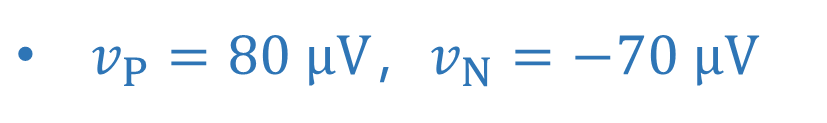 • v_P = 80 μV, v_N = −70 μV